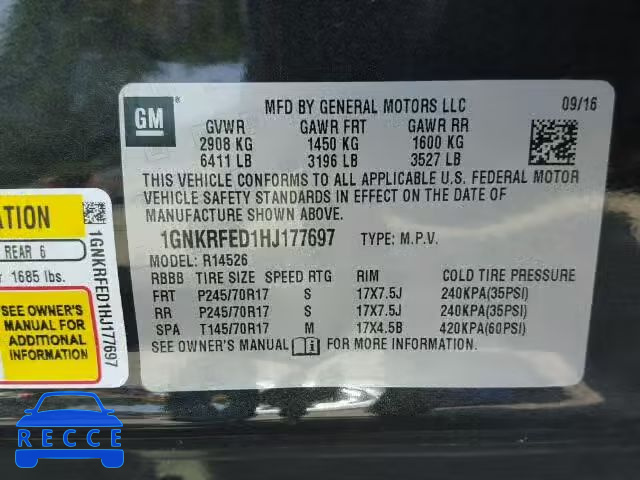 GM
MFD BY GENERAL MOTORS LLC 09/16
GVWR GAWR FRT GAWR RR
2908 KG 1450 KG 1600 KG
6411 LB 3196 LB 3527 LB
THIS VEHICLE CONFORMS TO ALL APPLICABLE U.S. FEDERAL MOTOR
VEHICLE SAFETY STANDARDS IN EFFECT ON THE DATE OF
MANUFACTURE SHOWN ABOVE.
1GNKRFED1HJ177697 TYPE: M.P.V.
MODEL: R14526
RBBB TIRE SIZE SPEED RTG RIM COLD TIRE PRESSURE
FRT P245/70R17 S 17X7.5J 240KPA(35PSI)
RR P245/70R17 S 17X7.5J 240KPA(35PSI)
SPA T145/70R17 M 17X4.5B 420KPA(60PSI)
SEE OWNER'S MANUAL FOR MORE INFORMATION.
ATION
REAR 6
r 1685 lbs.
SEE OWNER'S
MANUAL FOR
ADDITIONAL
INFORMATION
1GNKRFED1HJ177697
RECCE